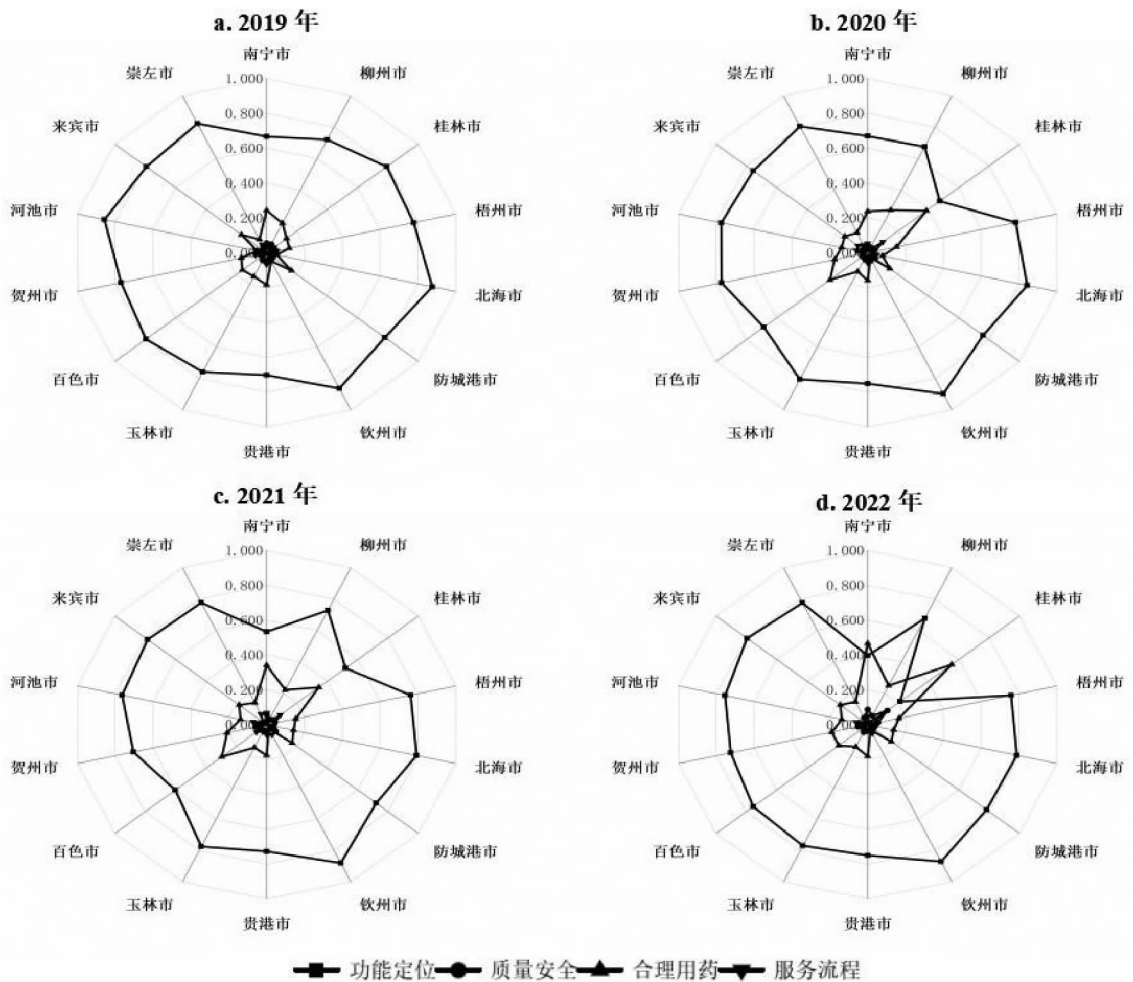 a. 2019 年
南宁市
柳州市
桂林市
梧州市
北海市
防城港市
钦州市
贵港市
玉林市
百色市
贺州市
河池市
来宾市
崇左市
1.000
0.800
0.600
0.400
0.200
b. 2020 年
南宁市
柳州市
桂林市
梧州市
北海市
防城港市
钦州市
贵港市
玉林市
百色市
贺州市
河池市
来宾市
崇左市
1.000
0.800
0.600
0.400
0.200
c. 2021 年
南宁市
柳州市
桂林市
梧州市
北海市
防城港市
钦州市
贵港市
玉林市
百色市
贺州市
河池市
来宾市
崇左市
1.000
0.800
0.600
0.400
0.200
d. 2022 年
南宁市
柳州市
桂林市
梧州市
北海市
防城港市
钦州市
贵港市
玉林市
百色市
贺州市
河池市
来宾市
崇左市
1.000
0.800
0.600
0.400
0.200
功能定位 质量安全 合理用药 服务流程